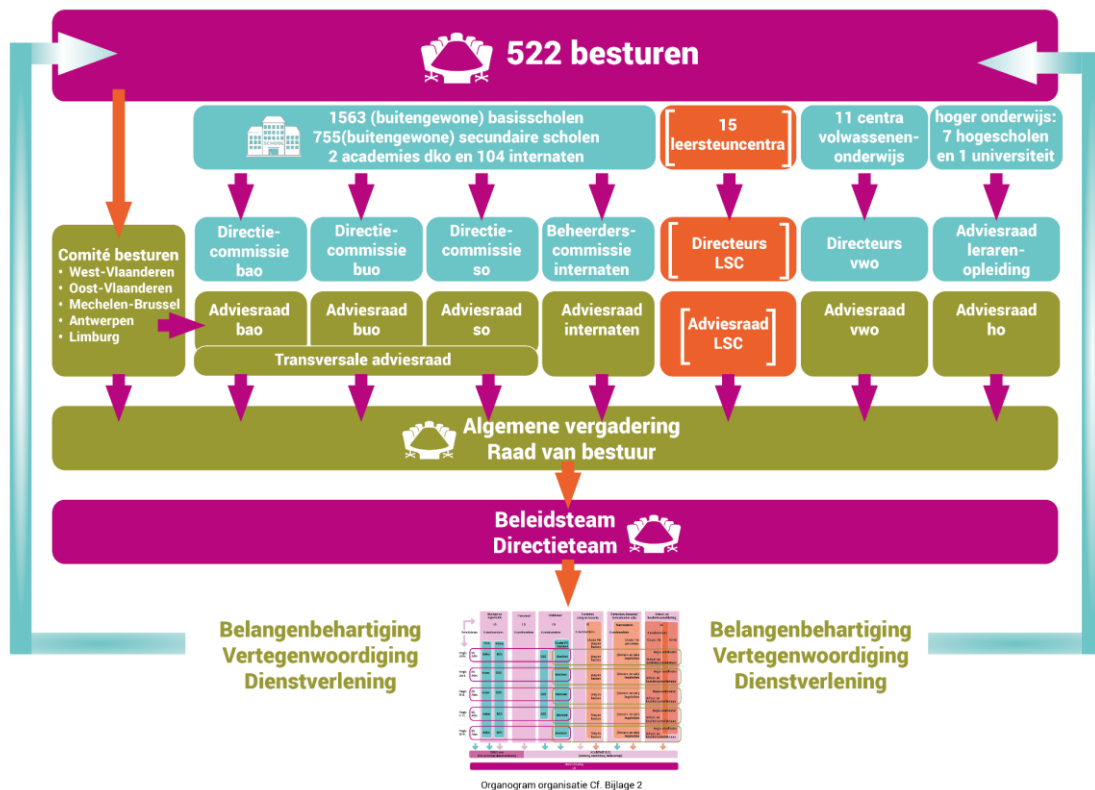 522 besturen
SCHOOL
1563 (buitengewone) basisscholen
755(buitengewone) secundaire scholen
2 academies dko en 104 internaten
15
leersteuncentra
11 centra
volwassenen-
onderwijs
hoger onderwijs:
7 hogescholen
en 1 universiteit
Comité besturen
• West-Vlaanderen
• Oost-Vlaanderen
• Mechelen-Brussel
• Antwerpen
• Limburg
Directie-
commissie
bao
Directie-
commissie
buo
Directie-
commissie
so
Beheerders-
commissie
internaten
Directeurs
LSC
Directeurs
vwo
Adviesraad
leraren-
opleiding
Adviesraad
bao
Adviesraad
buo
Adviesraad
so
Adviesraad
internaten
Adviesraad
LSC
Adviesraad
vwo
Adviesraad
ho
Transversale adviesraad
Algemene vergadering
Raad van bestuur
Beleidsteam
Directieteam
Belangenbehartiging
Vertegenwoordiging
Dienstverlening
Belangenbehartiging
Vertegenwoordiging
Dienstverlening
Organogram organisatie Cf. Bijlage 2